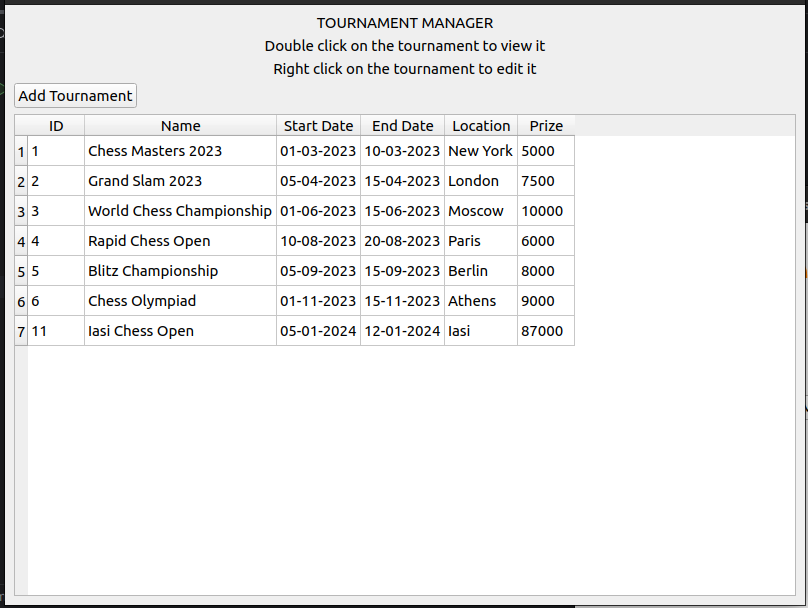 TOURNAMENT MANAGER
Double click on the tournament to view it
Right click on the tournament to edit it
Add Tournament
ID Name Start Date End Date Location Prize
1 1 Chess Masters 2023 01-03-2023 10-03-2023 New York 5000
2 2 Grand Slam 2023 05-04-2023 15-04-2023 London 7500
3 3 World Chess Championship 01-06-2023 15-06-2023 Moscow 10000
4 4 Rapid Chess Open 10-08-2023 20-08-2023 Paris 6000
5 5 Blitz Championship 05-09-2023 15-09-2023 Berlin 8000
6 6 Chess Olympiad 01-11-2023 15-11-2023 Athens 9000
7 11 Iasi Chess Open 05-01-2024 12-01-2024 Iasi 87000